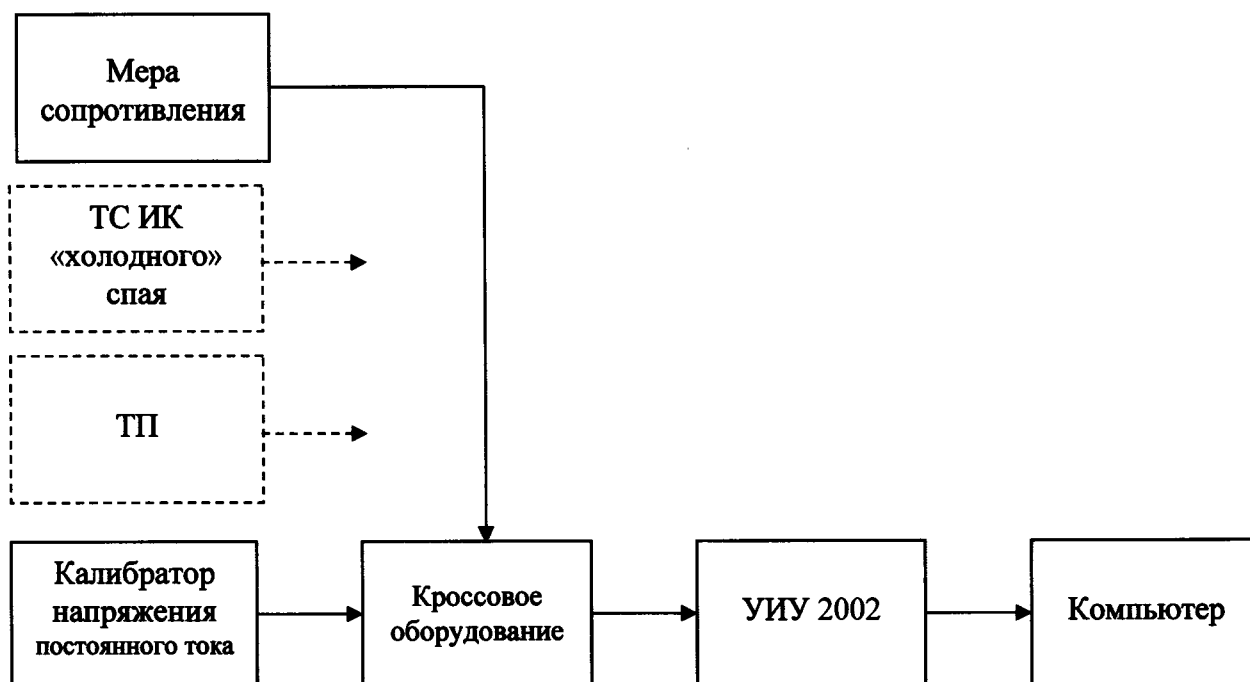 Мера
сопротивления
ТС ИК
«холодного»
спая
ТП
Калибратор
напряжения
постоянного тока
Кроссовое
оборудование
УИУ 2002
Компьютер